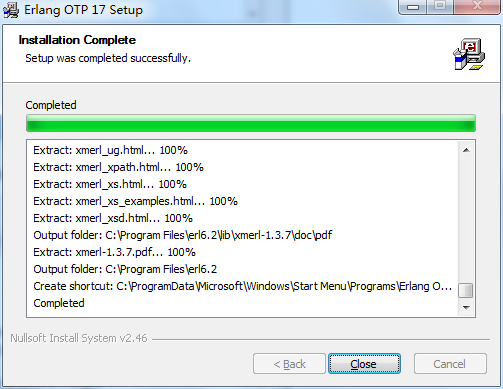 Erlang OTP 17 Setup
Installation Complete
Setup was completed successfully.
Completed
Extract: xmerl_ug.html... 100%
Extract: xmerl_xpath.html... 100%
Extract: xmerl_xs.html... 100%
Extract: xmerl_xs_examples.html... 100%
Extract: xmerl_xsd.html... 100%
Output folder: C:\Program Files\erl6.2\lib\xmerl-1.3.7\doc\pdf
Extract: xmerl-1.3.7.pdf... 100%
Output folder: C:\Program Files\erl6.2
Create shortcut: C:\ProgramData\Microsoft\Windows\Start Menu\Programs\Erlang O...
Completed
Nullsoft Install System v2.46
< Back Close Cancel